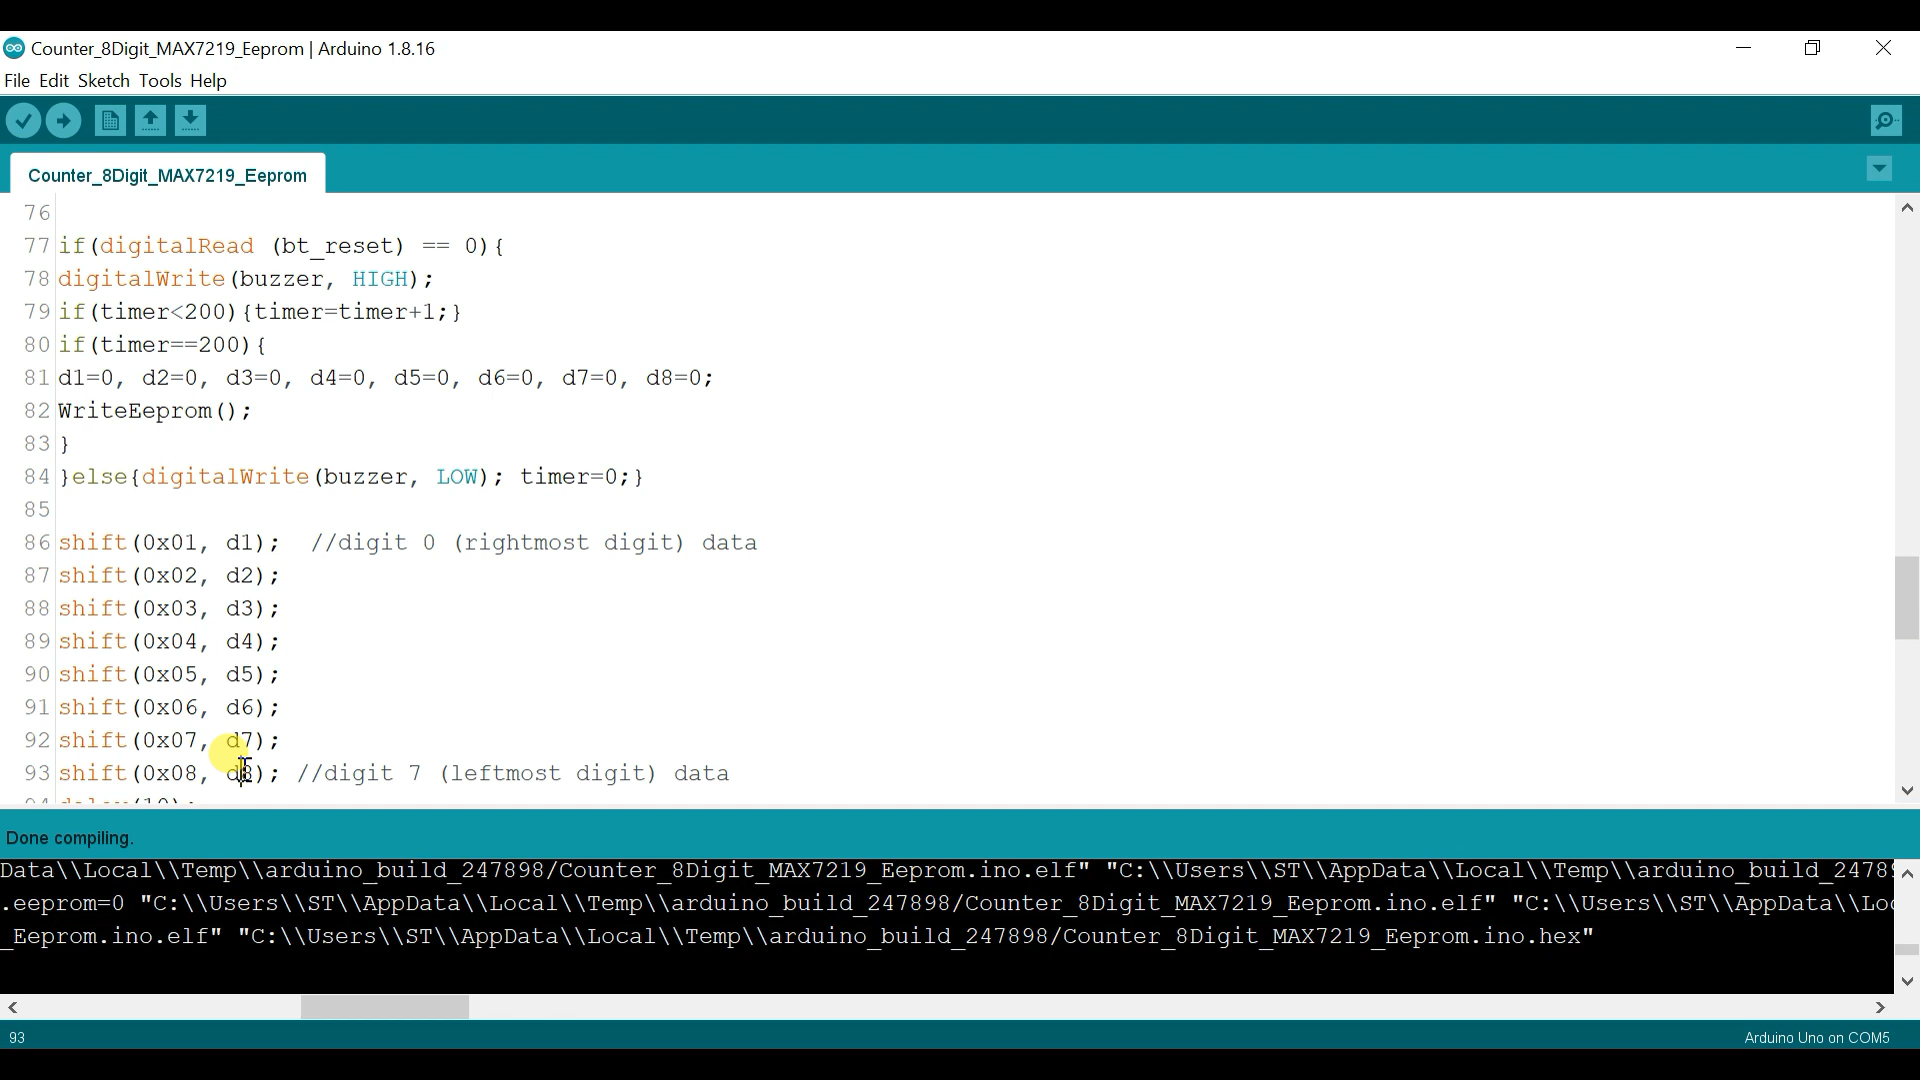 Counter_8Digit_MAX7219_Eeprom | Arduino 1.8.16
File Edit Sketch Tools Help
Counter_8Digit_MAX7219_Eeprom
76
77 if(digitalRead (bt_reset) == 0){
78 digitalWrite(buzzer, HIGH);
79 if(timer<200){timer=timer+1;}
80 if(timer==200){
81 d1=0, d2=0, d3=0, d4=0, d5=0, d6=0, d7=0, d8=0;
82 WriteEeprom();
83 }
84 }else{digitalWrite(buzzer, LOW); timer=0;}
85
86 shift(0x01, d1);  //digit 0 (rightmost digit) data
87 shift(0x02, d2);
88 shift(0x03, d3);
89 shift(0x04, d4);
90 shift(0x05, d5);
91 shift(0x06, d6);
92 shift(0x07, d7);
93 shift(0x08, d8); //digit 7 (leftmost digit) data
94 delay(10);
Done compiling.
Data\\Local\\Temp\\arduino_build_247898/Counter_8Digit_MAX7219_Eeprom.ino.elf" "C:\\Users\\ST\\AppData\\Local\\Temp\\arduino_build_2478
.eeprom=0 "C:\\Users\\ST\\AppData\\Local\\Temp\\arduino_build_247898/Counter_8Digit_MAX7219_Eeprom.ino.elf" "C:\\Users\\ST\\AppData\\Lo
_Eeprom.ino.elf" "C:\\Users\\ST\\AppData\\Local\\Temp\\arduino_build_247898/Counter_8Digit_MAX7219_Eeprom.ino.hex"
93
Arduino Uno on COM5